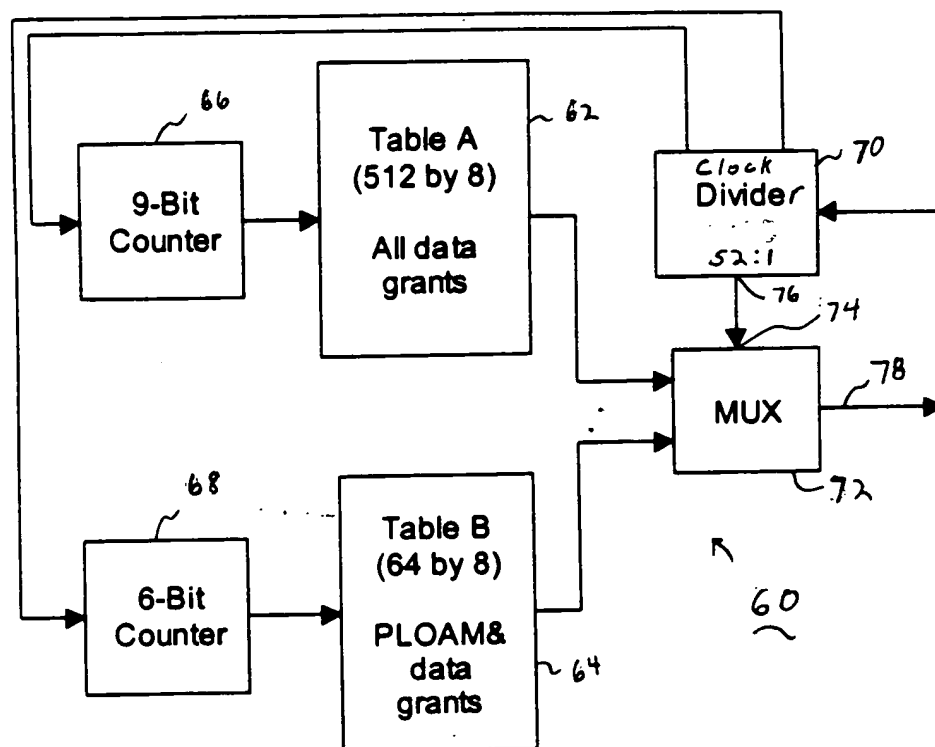 66
9-Bit
Counter
Table A
(512 by 8)
All data
grants
62
Clock
Divider
52:1
70
76
74
MUX
78
72
68
6-Bit
Counter
Table B
(64 by 8)
PLOAM&
data
grants
64
60